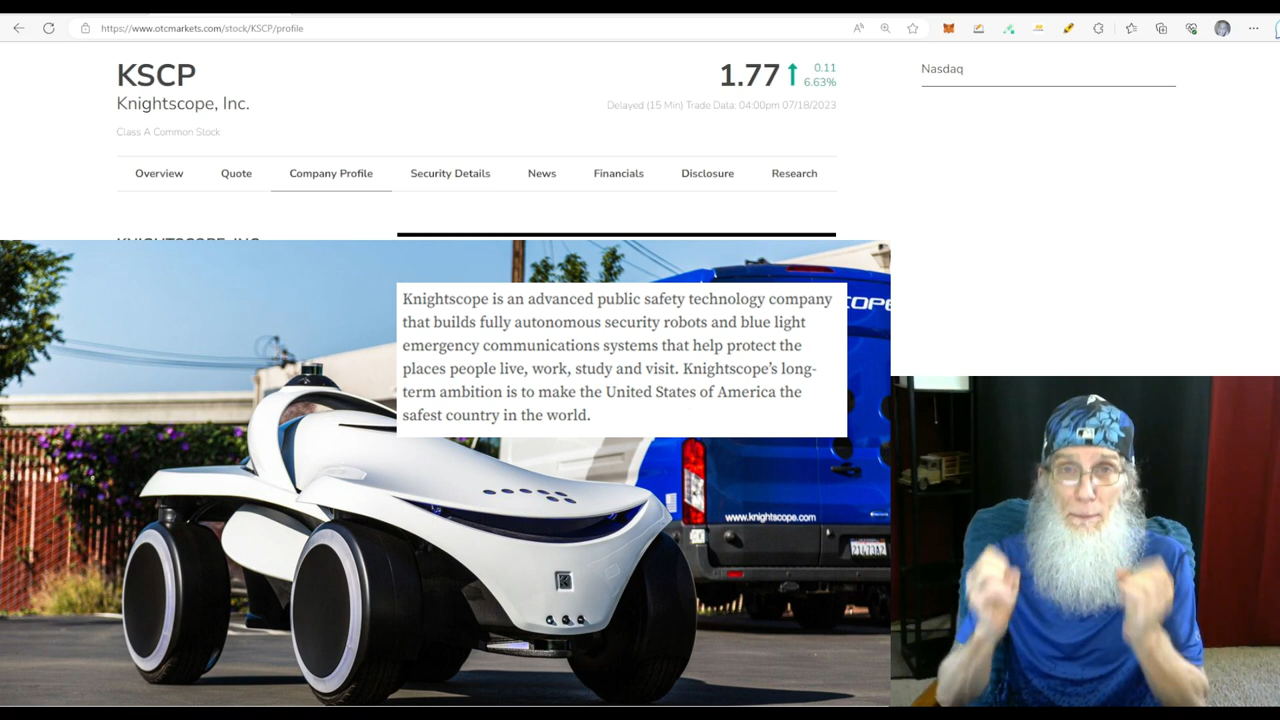 https://www.otcmarkets.com/stock/KSCP/profile
KSCP
1.77
0.11
6.63%
Nasdaq
Knightscope, Inc.
Delayed (15 Min) Trade Data: 04:00pm 07/18/2023
Class A Common Stock
Overview
Quote
Company Profile
Security Details
News
Financials
Disclosure
Research
Knightscope is an advanced public safety technology company
that builds fully autonomous security robots and blue light
emergency communications systems that help protect the
places people live, work, study and visit. Knightscope's long-
term ambition is to make the United States of America the
safest country in the world.
www.knightscope.com